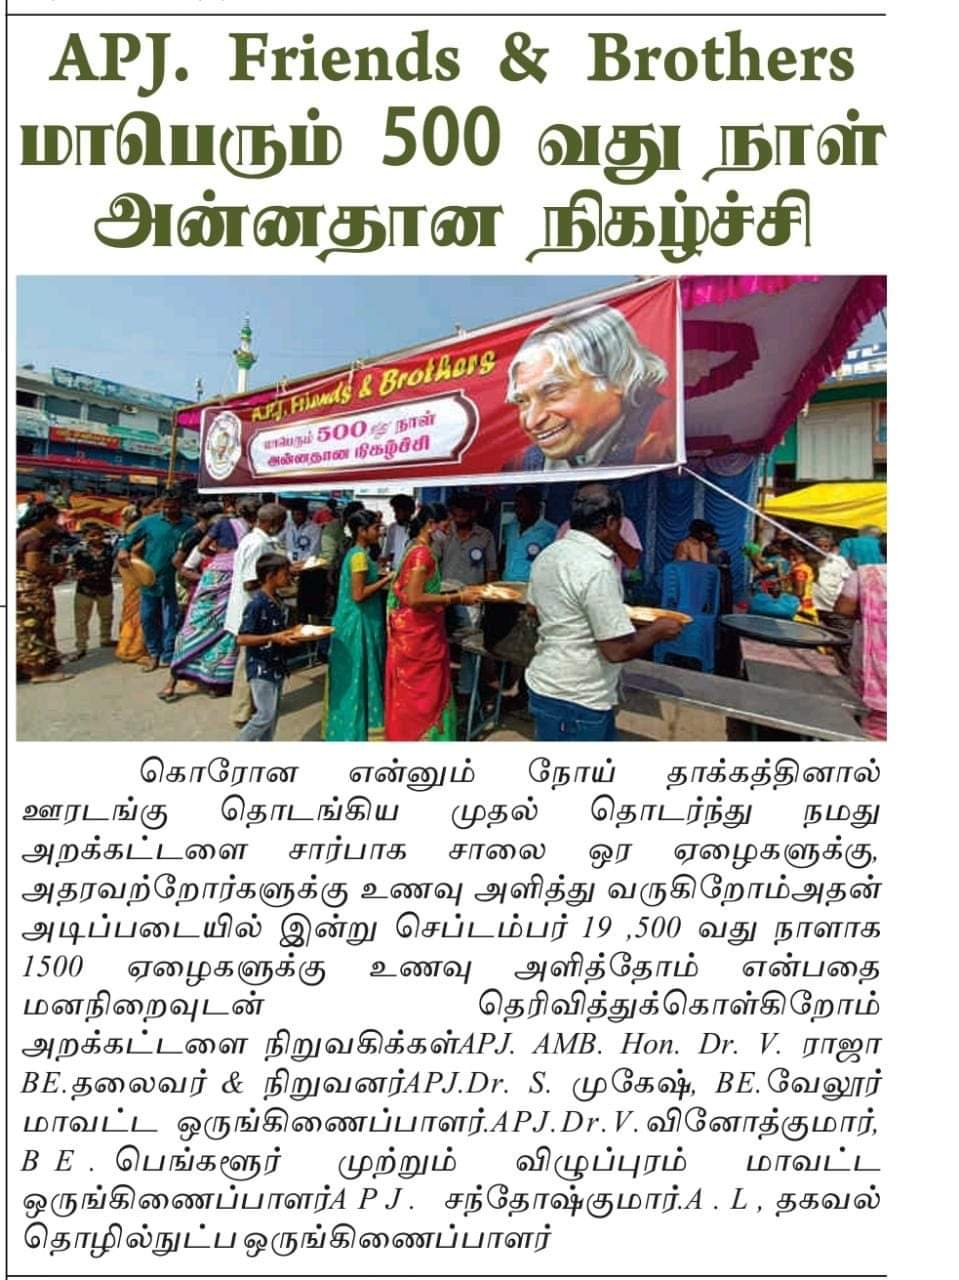 APJ. Friends & Brothers
மாபெரும் 500 வது நாள்
அன்னதான நிகழ்ச்சி
A.P.J. Friends & Brothers
மாபெரும் 500வது நாள்
அன்னதான நிகழ்ச்சி
கொரோன என்னும் நோய் தாக்கத்தினால்
ஊரடங்கு தொடங்கிய முதல் தொடர்ந்து நமது
அறக்கட்டளை சார்பாக சாலை ஒர ஏழைகளுக்கு,
அதரவற்றோர்களுக்கு உணவு அளித்து வருகிறோம்அதன்
அடிப்படையில் இன்று செப்டம்பர் 19 ,500 வது நாளாக
1500 ஏழைகளுக்கு உணவு அளித்தோம் என்பதை
மனநிறைவுடன் தெரிவித்துக்கொள்கிறோம்
அறக்கட்டளை நிறுவகிக்கள்APJ. AMB. Hon. Dr. V. ராஜா
BE.தலைவர் & நிறுவனர்APJ.Dr. S. முகேஷ், BE.வேலூர்
மாவட்ட ஒருங்கிணைப்பாளர்.APJ.Dr.V.வினோத்குமார்,
BE. பெங்களூர் முற்றும் விழுப்புரம் மாவட்ட
ஒருங்கிணைப்பாளர்APJ. சந்தோஷ்குமார்.A.L,தகவல்
தொழில்நுட்ப ஒருங்கிணைப்பாளர்